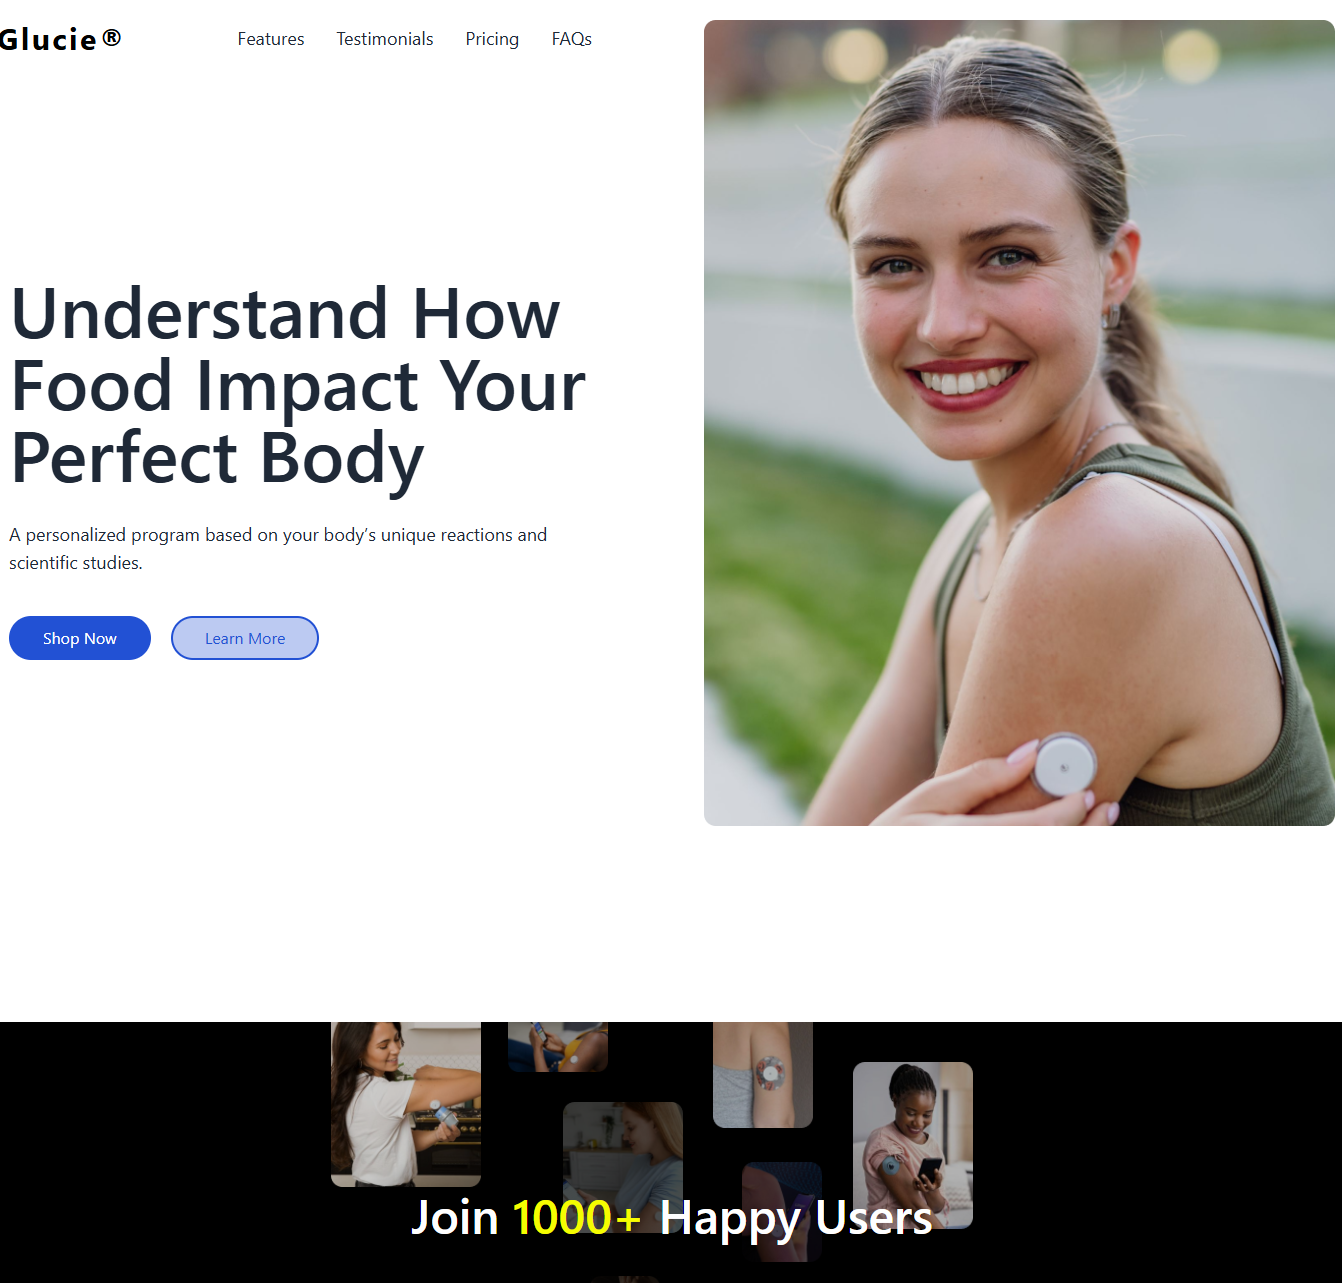 Glucie®
Features Testimonials Pricing FAQs
Understand How
Food Impact Your
Perfect Body
A personalized program based on your body’s unique reactions and
scientific studies.
Shop Now Learn More
Join 1000+ Happy Users